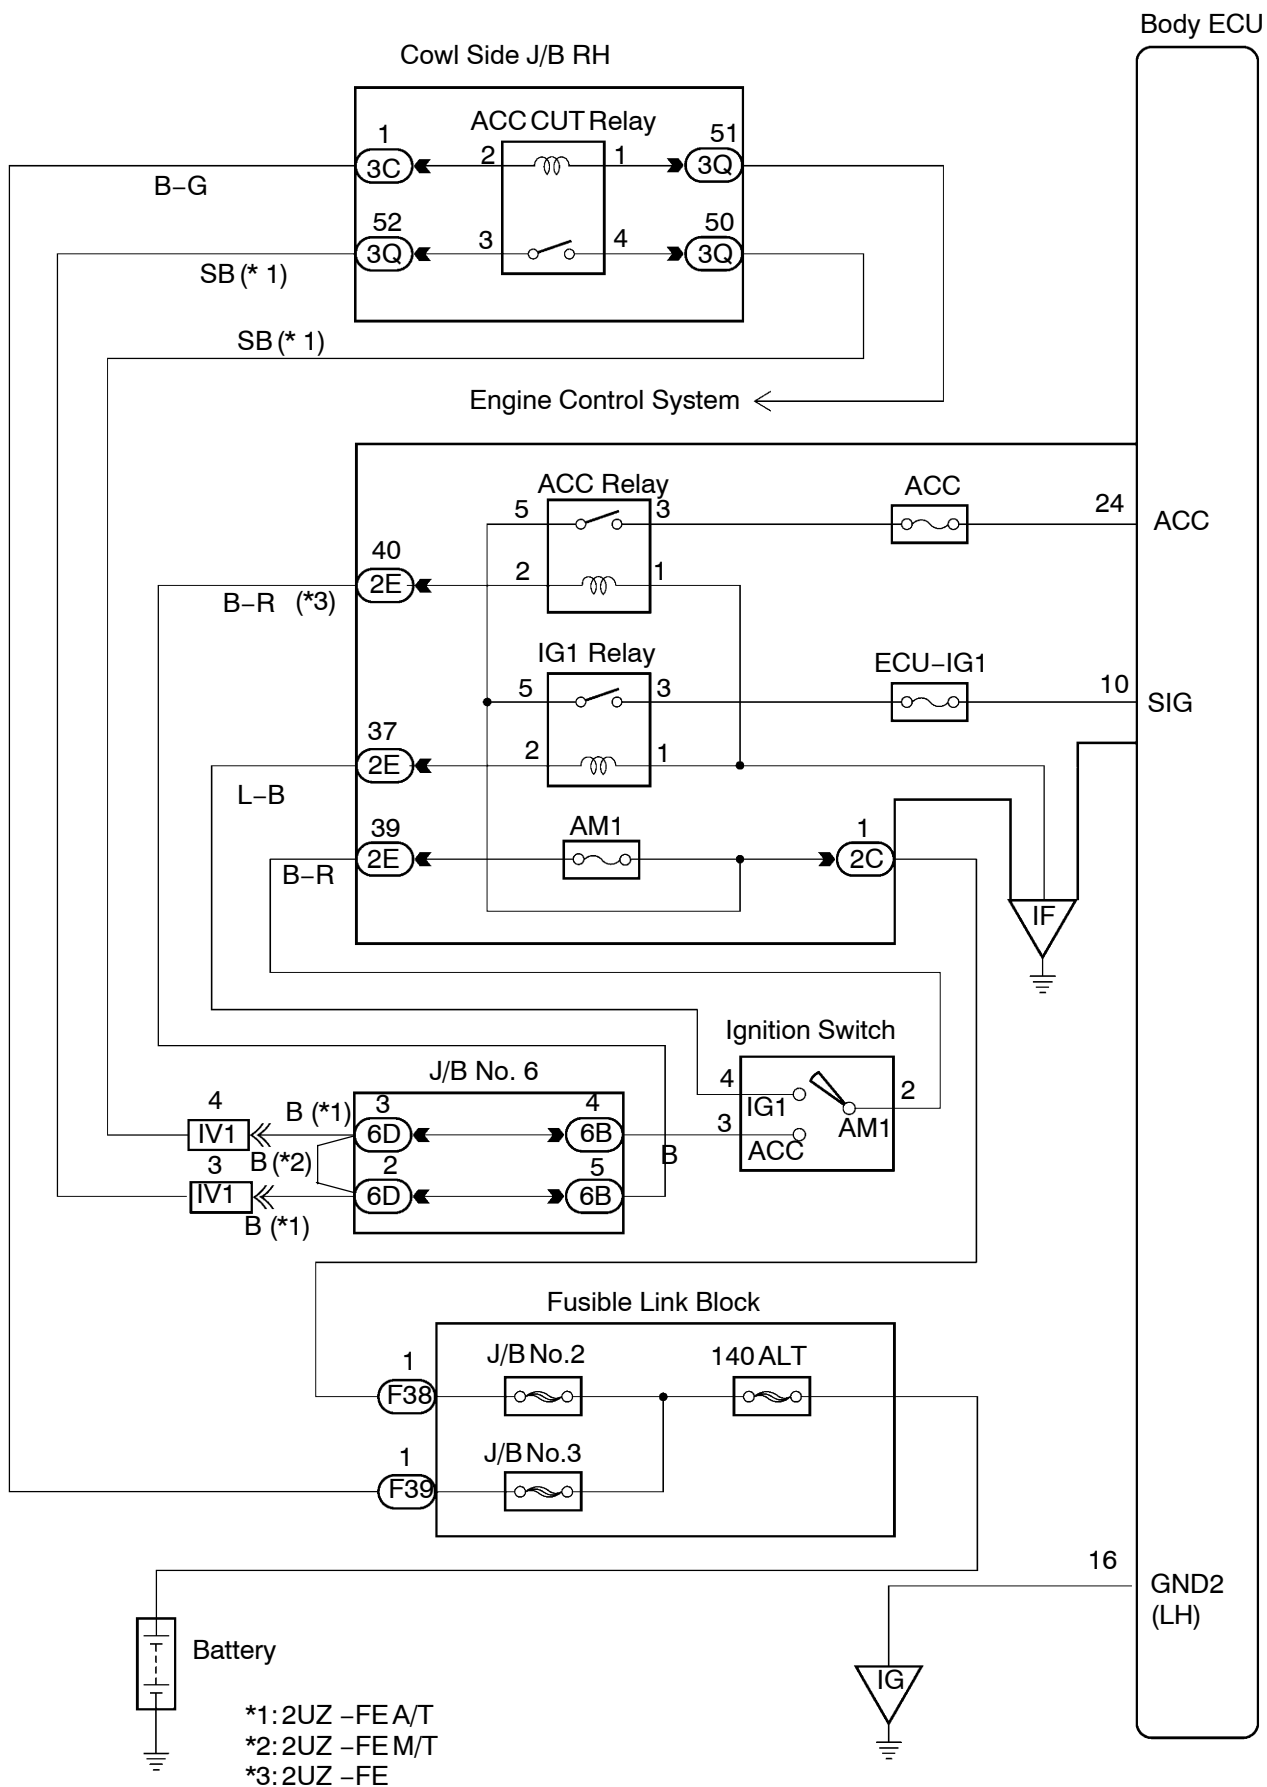 Body ECU
Cowl Side J/B RH
ACC CUT Relay
1
3C
2
1
51
3Q
B–G
52
3Q
3
4
50
3Q
SB (* 1)
SB (* 1)
Engine Control System
ACC Relay
5
3
ACC
24
ACC
40
2E
2
1
B–R (*3)
IG1 Relay
5
3
ECU–IG1
10
SIG
37
2E
2
1
L–B
39
2E
AM1
1
2C
B–R
IF
Ignition Switch
4
IG1
2
AM1
3
ACC
J/B No. 6
4
IV1
B (*1)
3
6D
4
6B
B
B (*2)
3
IV1
2
6D
5
6B
B (*1)
Fusible Link Block
1
F38
J/B No.2
140 ALT
1
F39
J/B No.3
16
GND2
(LH)
IG
Battery
*1: 2UZ –FE A/T
*2: 2UZ –FE M/T
*3: 2UZ –FE